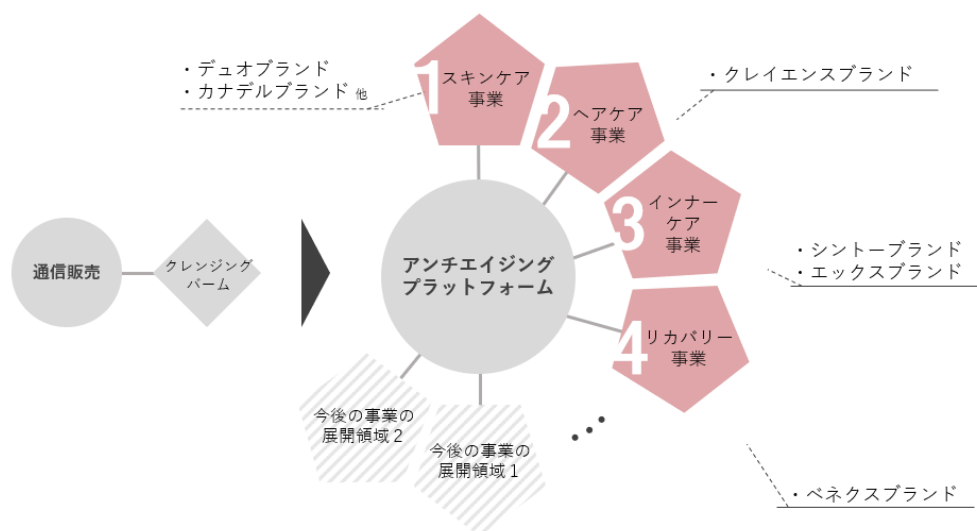 ・デュオブランド
・カナデルブランド 他
1
スキンケア
事業
2
ヘアケア
事業
・クレイエンスブランド
3
インナー
ケア
事業
・シントーブランド
・エックスブランド
4
リカバリー
事業
・ベネクスブランド
通信販売
クレンジング
バーム
アンチエイジング
プラットフォーム
今後の事業の
展開領域2
今後の事業の
展開領域1